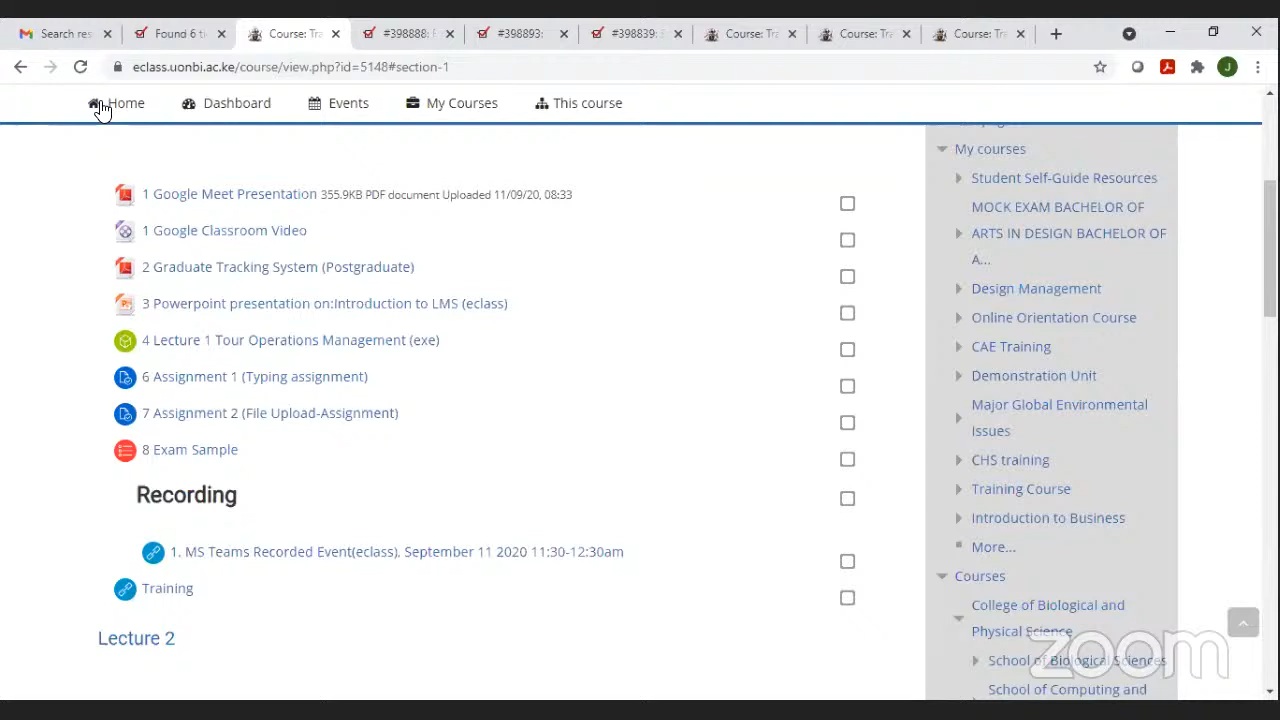 Search res
Found 6 ti
Course: Tra
#398888: F
#398893:
#398839:
Course: Tra
Course: Tra
Course: Tra
eclass.uonbi.ac.ke/course/view.php?id=5148#section-1
J
Home
Dashboard
Events
My Courses
This course
1 Google Meet Presentation 355.9KB PDF document Uploaded 11/09/20, 08:33
1 Google Classroom Video
2 Graduate Tracking System (Postgraduate)
3 Powerpoint presentation on:Introduction to LMS (eclass)
4 Lecture 1 Tour Operations Management (exe)
6 Assignment 1 (Typing assignment)
7 Assignment 2 (File Upload-Assignment)
8 Exam Sample
Recording
1. MS Teams Recorded Event(eclass), September 11 2020 11:30-12:30am
Training
Lecture 2
My courses
Student Self-Guide Resources
MOCK EXAM BACHELOR OF
ARTS IN DESIGN BACHELOR OF
A...
Design Management
Online Orientation Course
CAE Training
Demonstration Unit
Major Global Environmental
Issues
CHS training
Training Course
Introduction to Business
More...
Courses
College of Biological and
Physical Science
School of Biological Sciences
School of Computing and
zoom